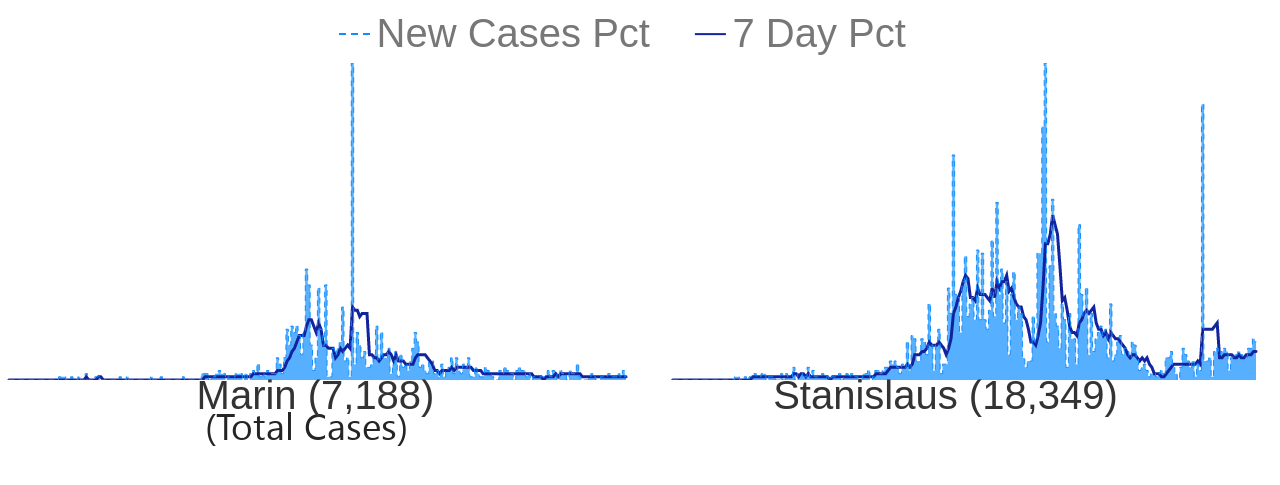 New Cases Pct 7 Day Pct
Marin (7,188) Stanislaus (18,349)
(Total Cases)